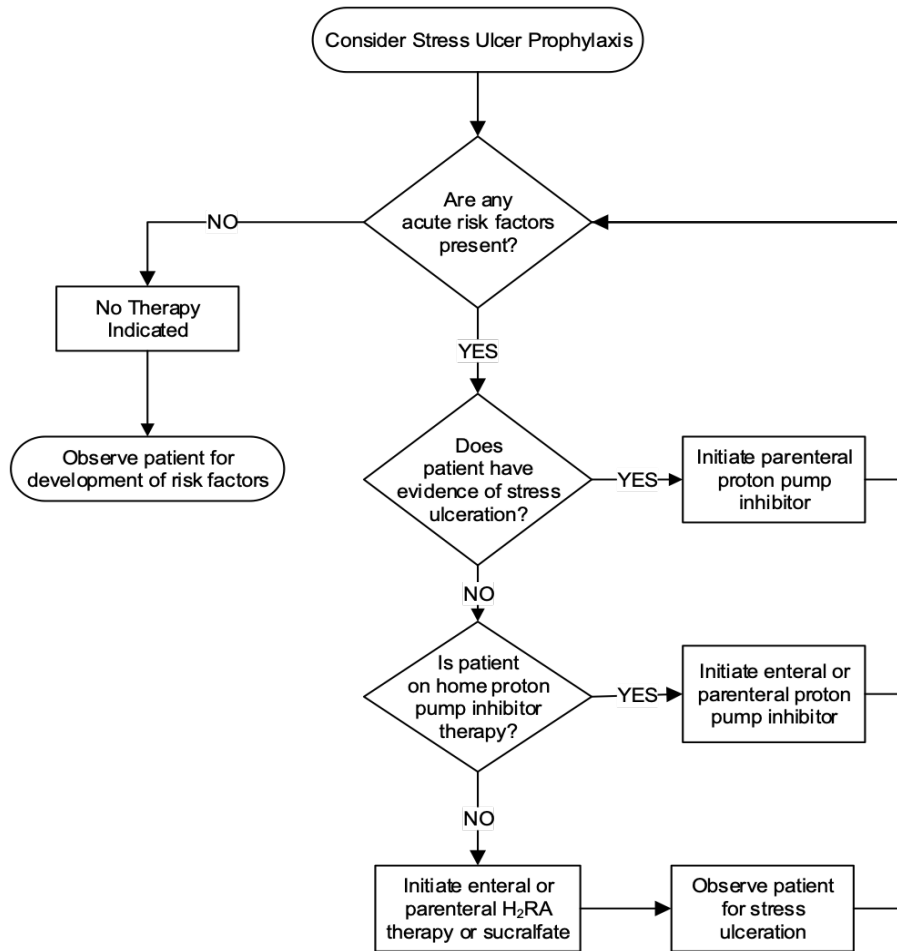 Consider Stress Ulcer Prophylaxis
Are any
acute risk factors
present?
NO
No Therapy
Indicated
YES
Observe patient for
development of risk factors
Does
patient have
evidence of stress
ulceration?
YES
Initiate parenteral
proton pump
inhibitor
NO
Is patient
on home proton
pump inhibitor
therapy?
YES
Initiate enteral or
parenteral proton
pump inhibitor
NO
Initiate enteral or
parenteral H₂RA
therapy or sucralfate
Observe patient
for stress
ulceration